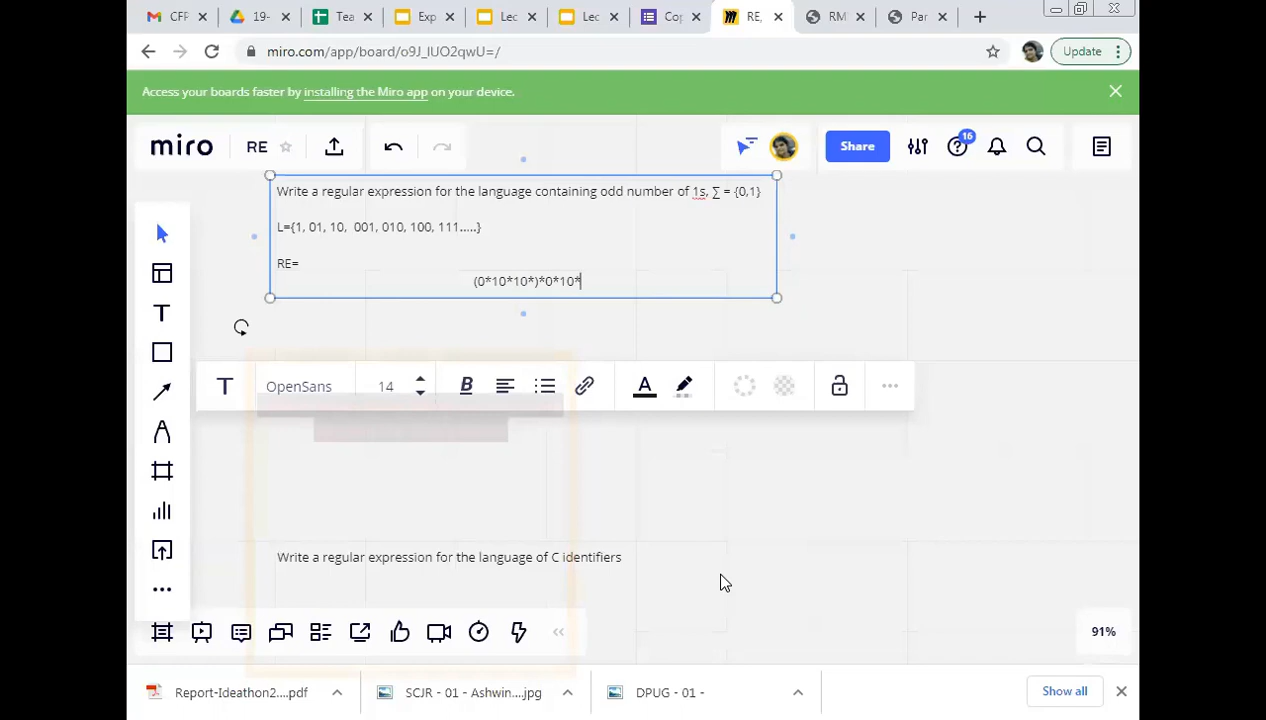 CFP
19-
Tea
Exp
Lec
Lec
Cop
RE,
RM
Par
miro.com/app/board/o9J_lUO2qwU=/
Update
Access your boards faster by installing the Miro app on your device.
miro
RE
16
Share
Write a regular expression for the language containing odd number of 1s, ∑ = {0,1}
L={1, 01, 10,  001, 010, 100, 111.....}
RE=
(0*10*10*)*0*10*
T
T
OpenSans
14
B
A
Write a regular expression for the language of C identifiers
91%
Report-Ideathon2....pdf
SCJR - 01 - Ashwin....jpg
DPUG - 01 -
Show all